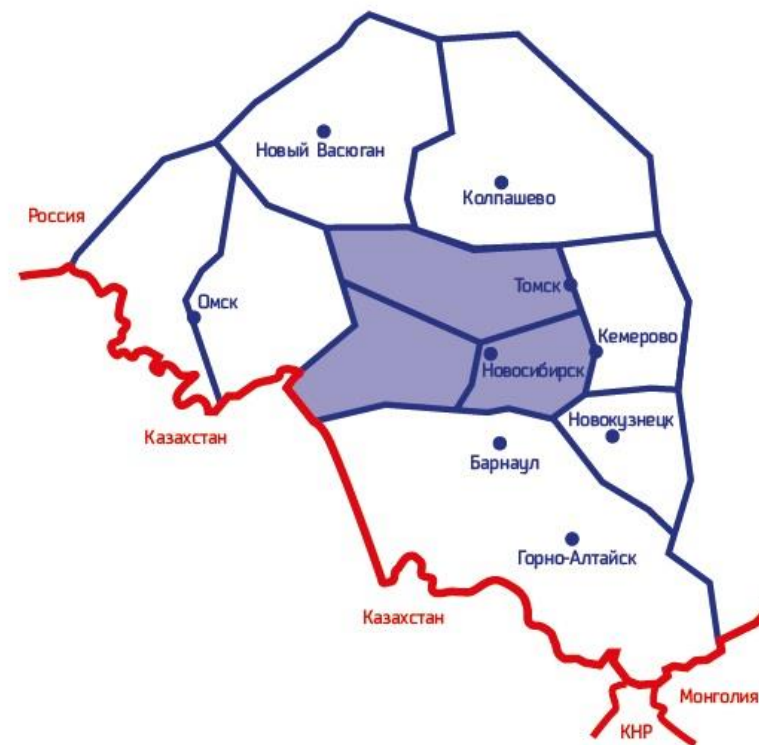 Новый Васюган
Колпашево
Россия
Томск
Омск
Кемерово
Новосибирск
Новокузнецк
Казахстан
Барнаул
Горно-Алтайск
Казахстан
Монголия
КНР